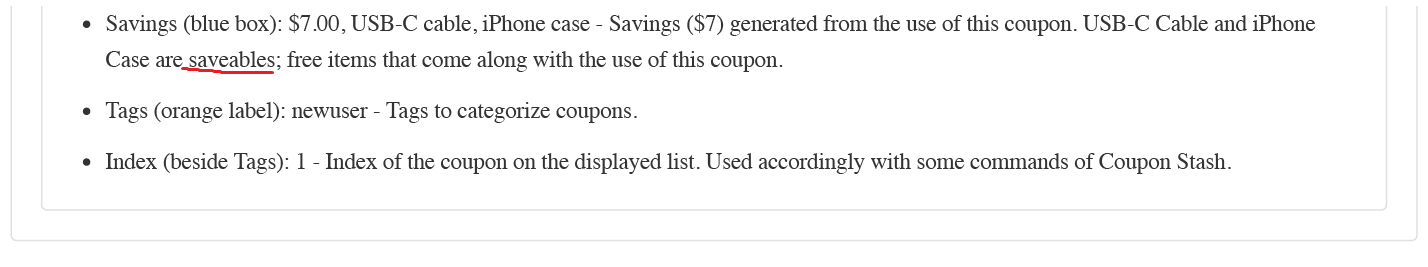 • Savings (blue box): $7.00, USB-C cable, iPhone case - Savings ($7) generated from the use of this coupon. USB-C Cable and iPhone
Case are saveables; free items that come along with the use of this coupon.
• Tags (orange label): newuser - Tags to categorize coupons.
• Index (beside Tags): 1 - Index of the coupon on the displayed list. Used accordingly with some commands of Coupon Stash.